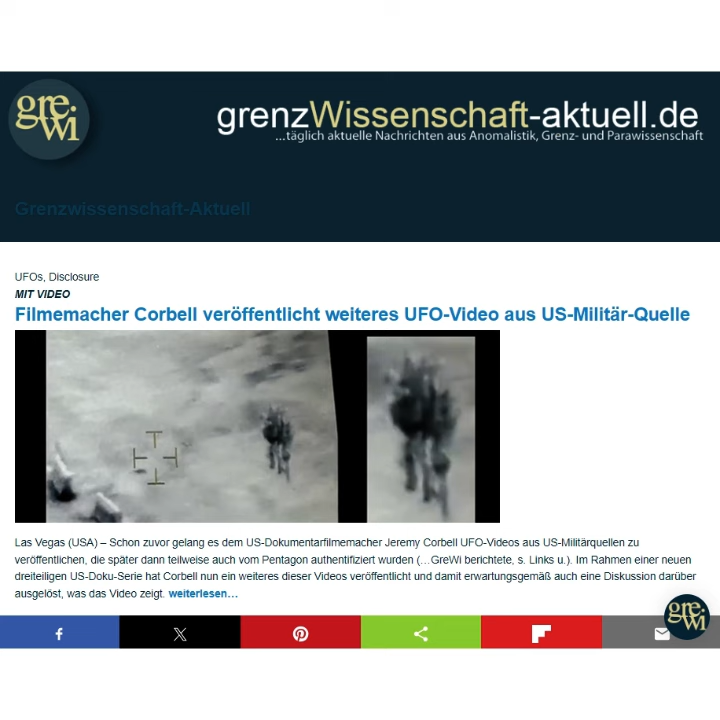 gre.
wi
grenzWissenschaft-aktuell.de
...täglich aktuelle Nachrichten aus Anomalistik, Grenz- und Parawissenschaft
Grenzwissenschaft-Aktuell
UFOs, Disclosure
MIT VIDEO
Filmemacher Corbell veröffentlicht weiteres UFO-Video aus US-Militär-Quelle
Las Vegas (USA) – Schon zuvor gelang es dem US-Dokumentarfilmemacher Jeremy Corbell UFO-Videos aus US-Militärquellen zu
veröffentlichen, die später dann teilweise auch vom Pentagon authentifiziert wurden (…GreWi berichtete, s. Links u.). Im Rahmen einer neuen
dreiteiligen US-Doku-Serie hat Corbell nun ein weiteres dieser Videos veröffentlicht und damit erwartungsgemäß auch eine Diskussion darüber
ausgelöst, was das Video zeigt. weiterlesen…
gre.
wi